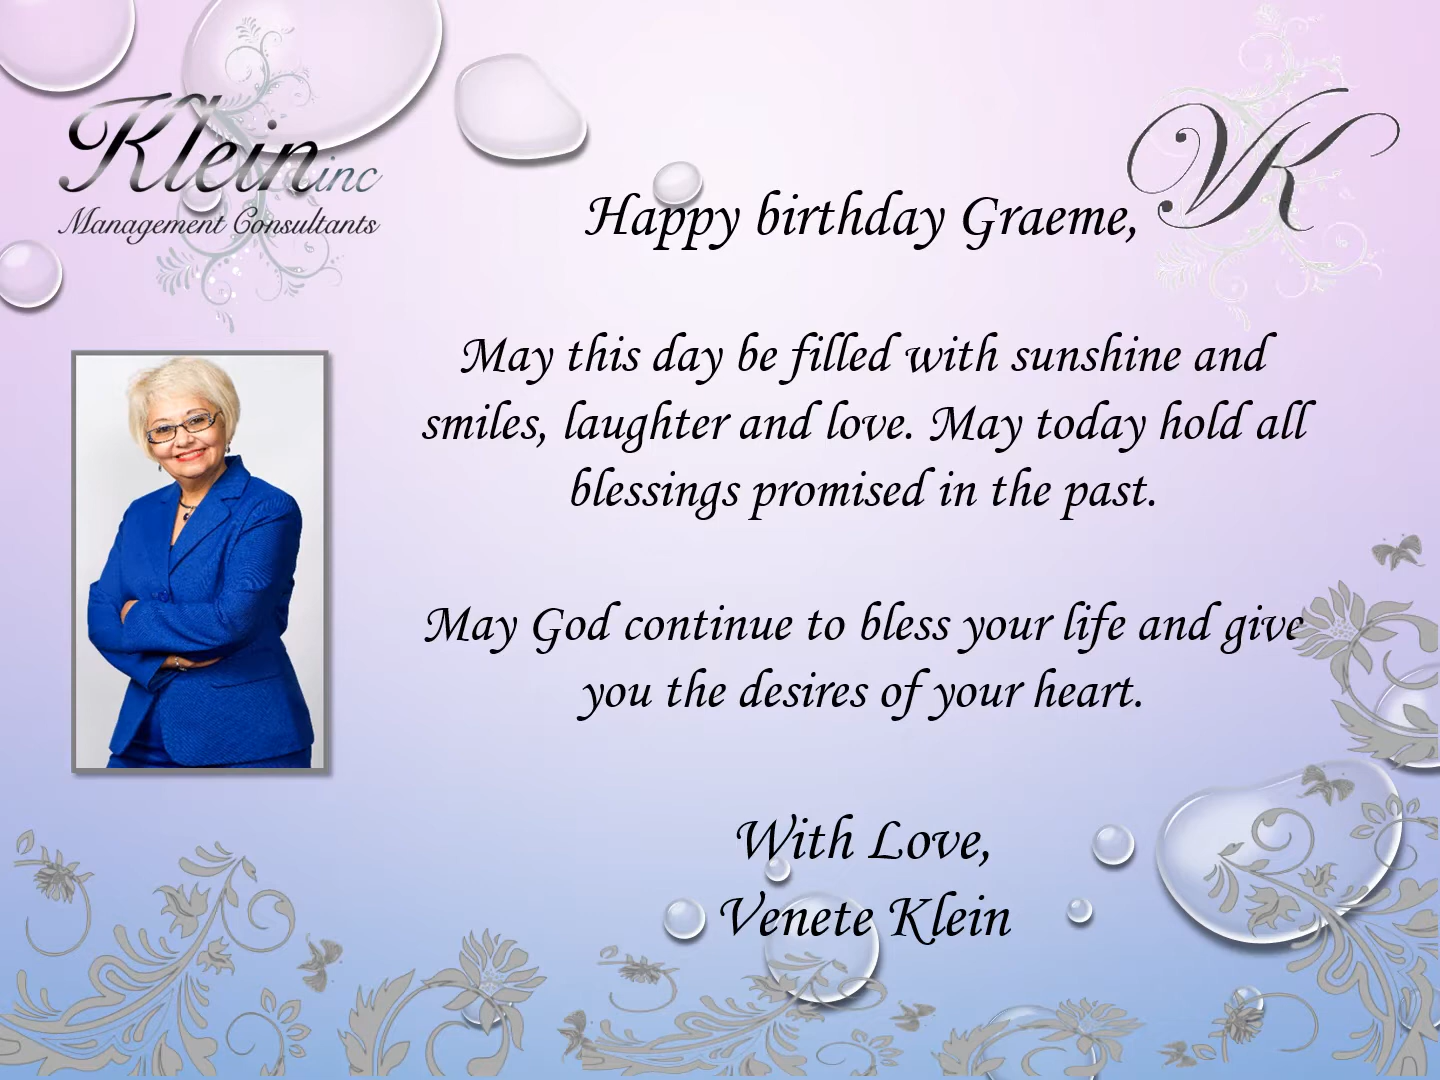 Klein inc
Management Consultants
VK
Happy birthday Graeme,
May this day be filled with sunshine and
smiles, laughter and love. May today hold all
blessings promised in the past.
May God continue to bless your life and give
you the desires of your heart.
With Love,
Venete Klein